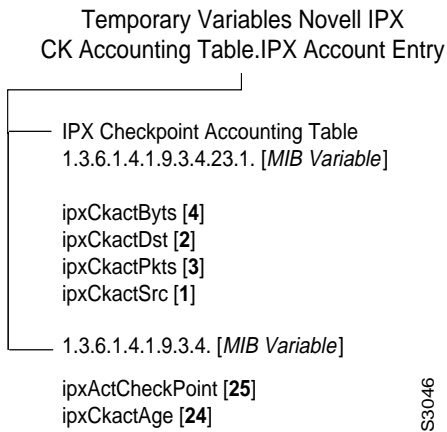 Temporary Variables Novell IPX
CK Accounting Table.IPX Account Entry
IPX Checkpoint Accounting Table
1.3.6.1.4.1.9.3.4.23.1. [MIB Variable]
ipxCkactByts [4]
ipxCkactDst [2]
ipxCkactPkts [3]
ipxCkactSrc [1]
1.3.6.1.4.1.9.3.4. [MIB Variable]
ipxActCheckPoint [25]
ipxCkactAge [24]
S3046